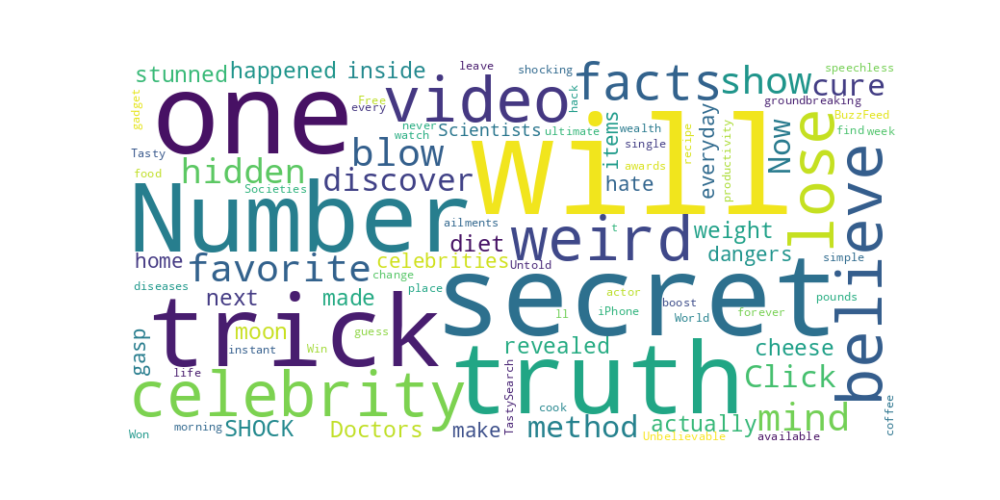 stunned
happened inside
leave
shocking
facts
show
cure
speechless
groundbreaking
gadget
one
Free
every
video
hack
never
watch
Scientists
ultimate
items
wealth
single
recipe
everyday
productivity
Now
BuzzFeed
find
week
lose
believe
Tasty
food
hidden
Societies
blow
discover
will
hate
awards
Number
ailments
weird
t
weight
dangers
simple
home
favorite
diet
celebrities
Untold
change
diseases
next
made
place
secret
actor
iPhone
boost
World
ll
forever
pounds
gasp
moon
instant
trick
guess
Win
life
revealed
truth
cheese
Click
celebrity
TastySearch
cook
mind
coffee
Won
morning
SHOCK
Doctors
make
method
actually
Unbelievable
available